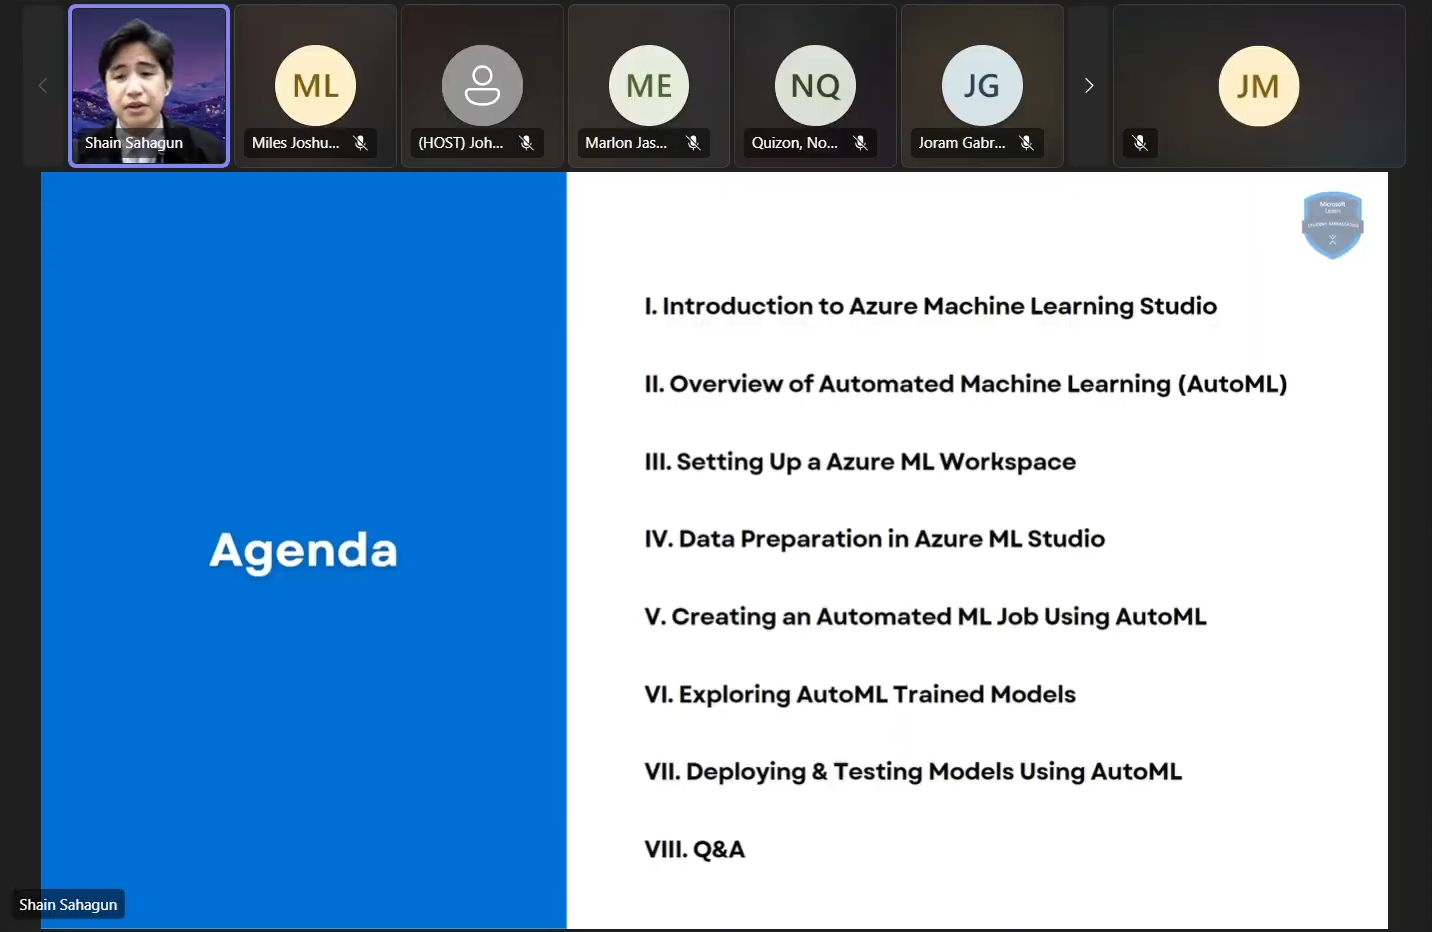 Shain Sahagun
ML
Miles Joshu...
(HOST) Joh...
ME
Marlon Jas...
NQ
Quizon, No...
JG
Joram Gabr...
JM
Microsoft
Learn
STUDENT AMBASSADOR
Agenda
I. Introduction to Azure Machine Learning Studio
II. Overview of Automated Machine Learning (AutoML)
III. Setting Up a Azure ML Workspace
IV. Data Preparation in Azure ML Studio
V. Creating an Automated ML Job Using AutoML
VI. Exploring AutoML Trained Models
VII. Deploying & Testing Models Using AutoML
VIII. Q&A
Shain Sahagun